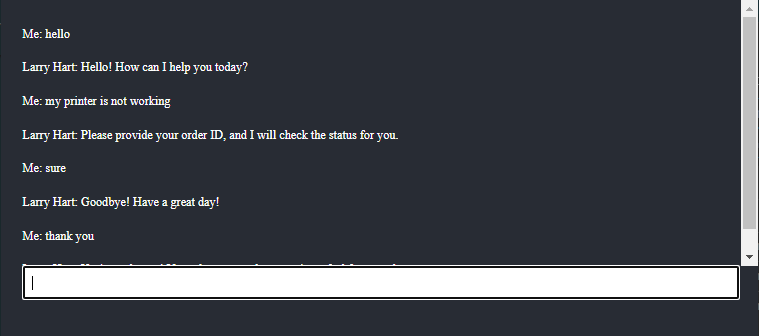 Me: hello
Larry Hart: Hello! How can I help you today?
Me: my printer is not working
Larry Hart: Please provide your order ID, and I will check the status for you.
Me: sure
Larry Hart: Goodbye! Have a great day!
Me: thank you